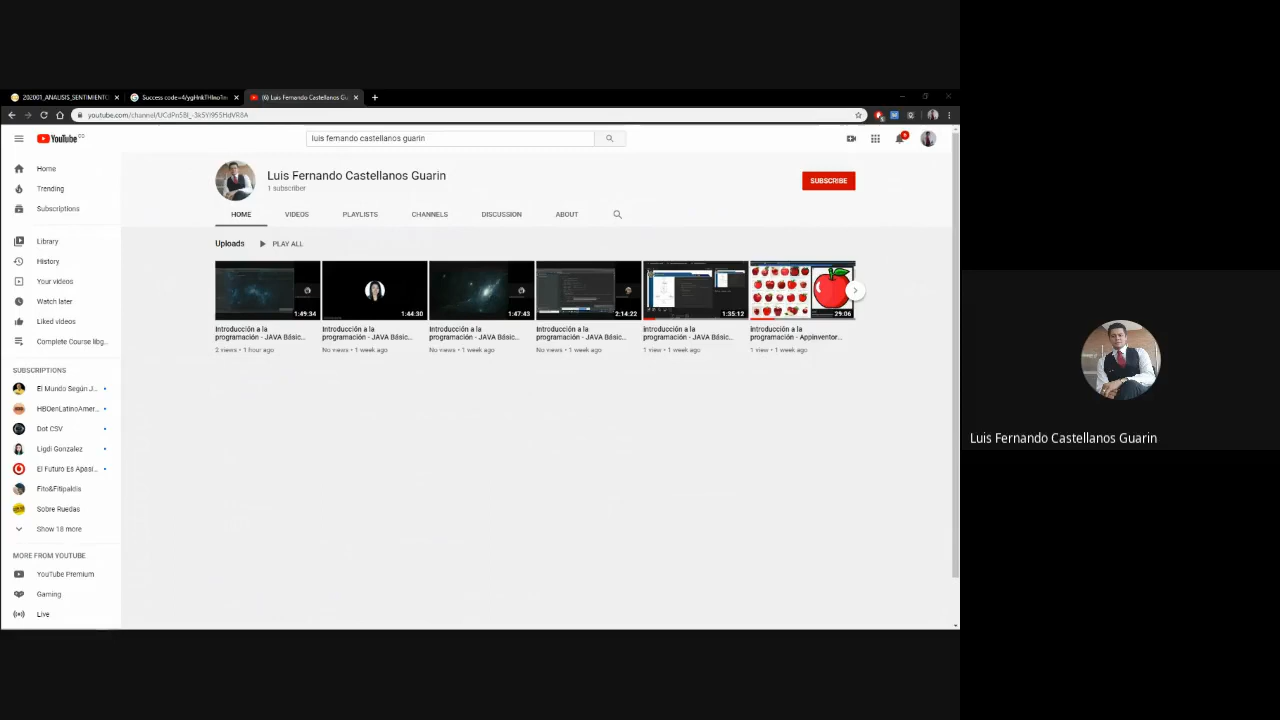 202001_ANALISIS_SENTIMIENTO
Success code=4/
(6) Luis Fernando Castellanos Gu
YouTube CO
luis fernando castellanos guarin
Home
Trending
Subscriptions
Library
History
Your videos
Watch later
Liked videos
Complete Course libg...
SUBSCRIPTIONS
El Mundo Según J...
HBOenLatinoAmer...
Dot CSV
Ligdi Gonzalez
El Futuro Es Apasi...
Fito&Fitipaldis
Sobre Ruedas
Show 18 more
MORE FROM YOUTUBE
YouTube Premium
Gaming
Live
Luis Fernando Castellanos Guarin
1 subscriber
SUBSCRIBE
HOME VIDEOS PLAYLISTS CHANNELS DISCUSSION ABOUT
Uploads PLAY ALL
1:49:34 1:44:30 1:47:43 2:14:22 1:35:12 29:06
Introducción a la programación - JAVA Básic...
2 views • 1 hour ago
Introducción a la programación - JAVA Básic...
No views • 1 week ago
Introducción a la programación - JAVA Básic...
No views • 1 week ago
Introducción a la programación - JAVA Básic...
No views • 1 week ago
introducción a la programación - JAVA Básic...
1 view • 1 week ago
introducción a la programación - Appinventor...
1 view • 1 week ago
Luis Fernando Castellanos Guarin